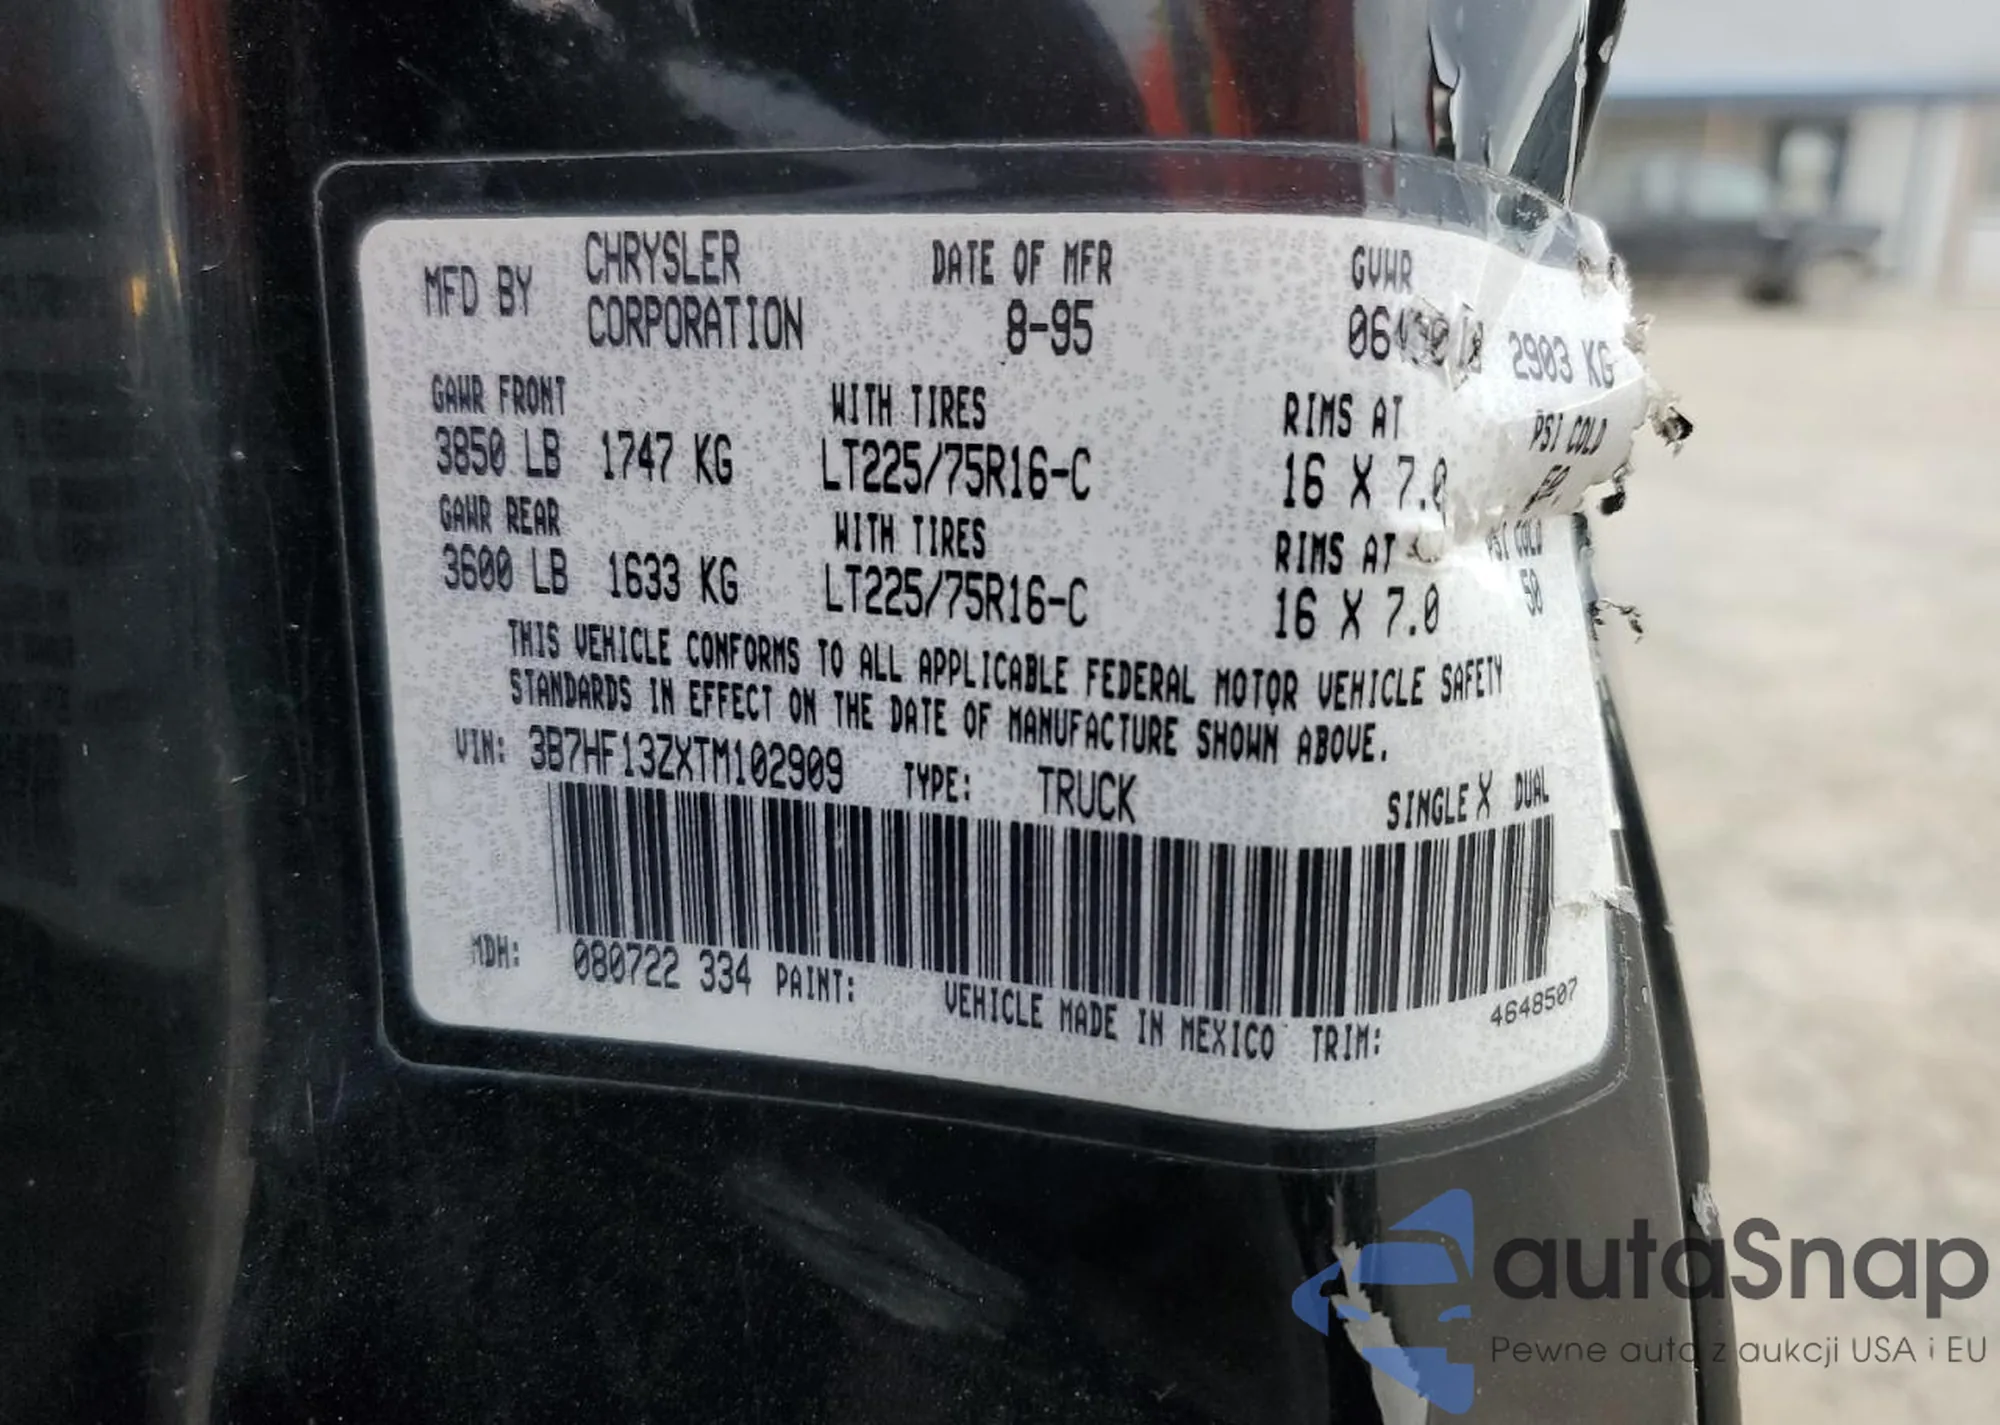 MFD BY CHRYSLER CORPORATION DATE OF MFR 8-95 GVWR
2903 KG
GAWR FRONT WITH TIRES RIMS AT PSI COLD
3850 LB 1747 KG LT225/75R16-C 16 X 7.0
GAWR REAR WITH TIRES RIMS AT PSI COLD
3600 LB 1633 KG LT225/75R16-C 16 X 7.0 50
THIS VEHICLE CONFORMS TO ALL APPLICABLE FEDERAL MOTOR VEHICLE SAFETY
STANDARDS IN EFFECT ON THE DATE OF MANUFACTURE SHOWN ABOVE.
VIN: 3B7HF13ZXTM102909 TYPE: TRUCK SINGLE X DUAL
MDH: 080722 334 PAINT: VEHICLE MADE IN MEXICO TRIM: 4648507
autaSnap
Pewne auta z aukcji USA i EU